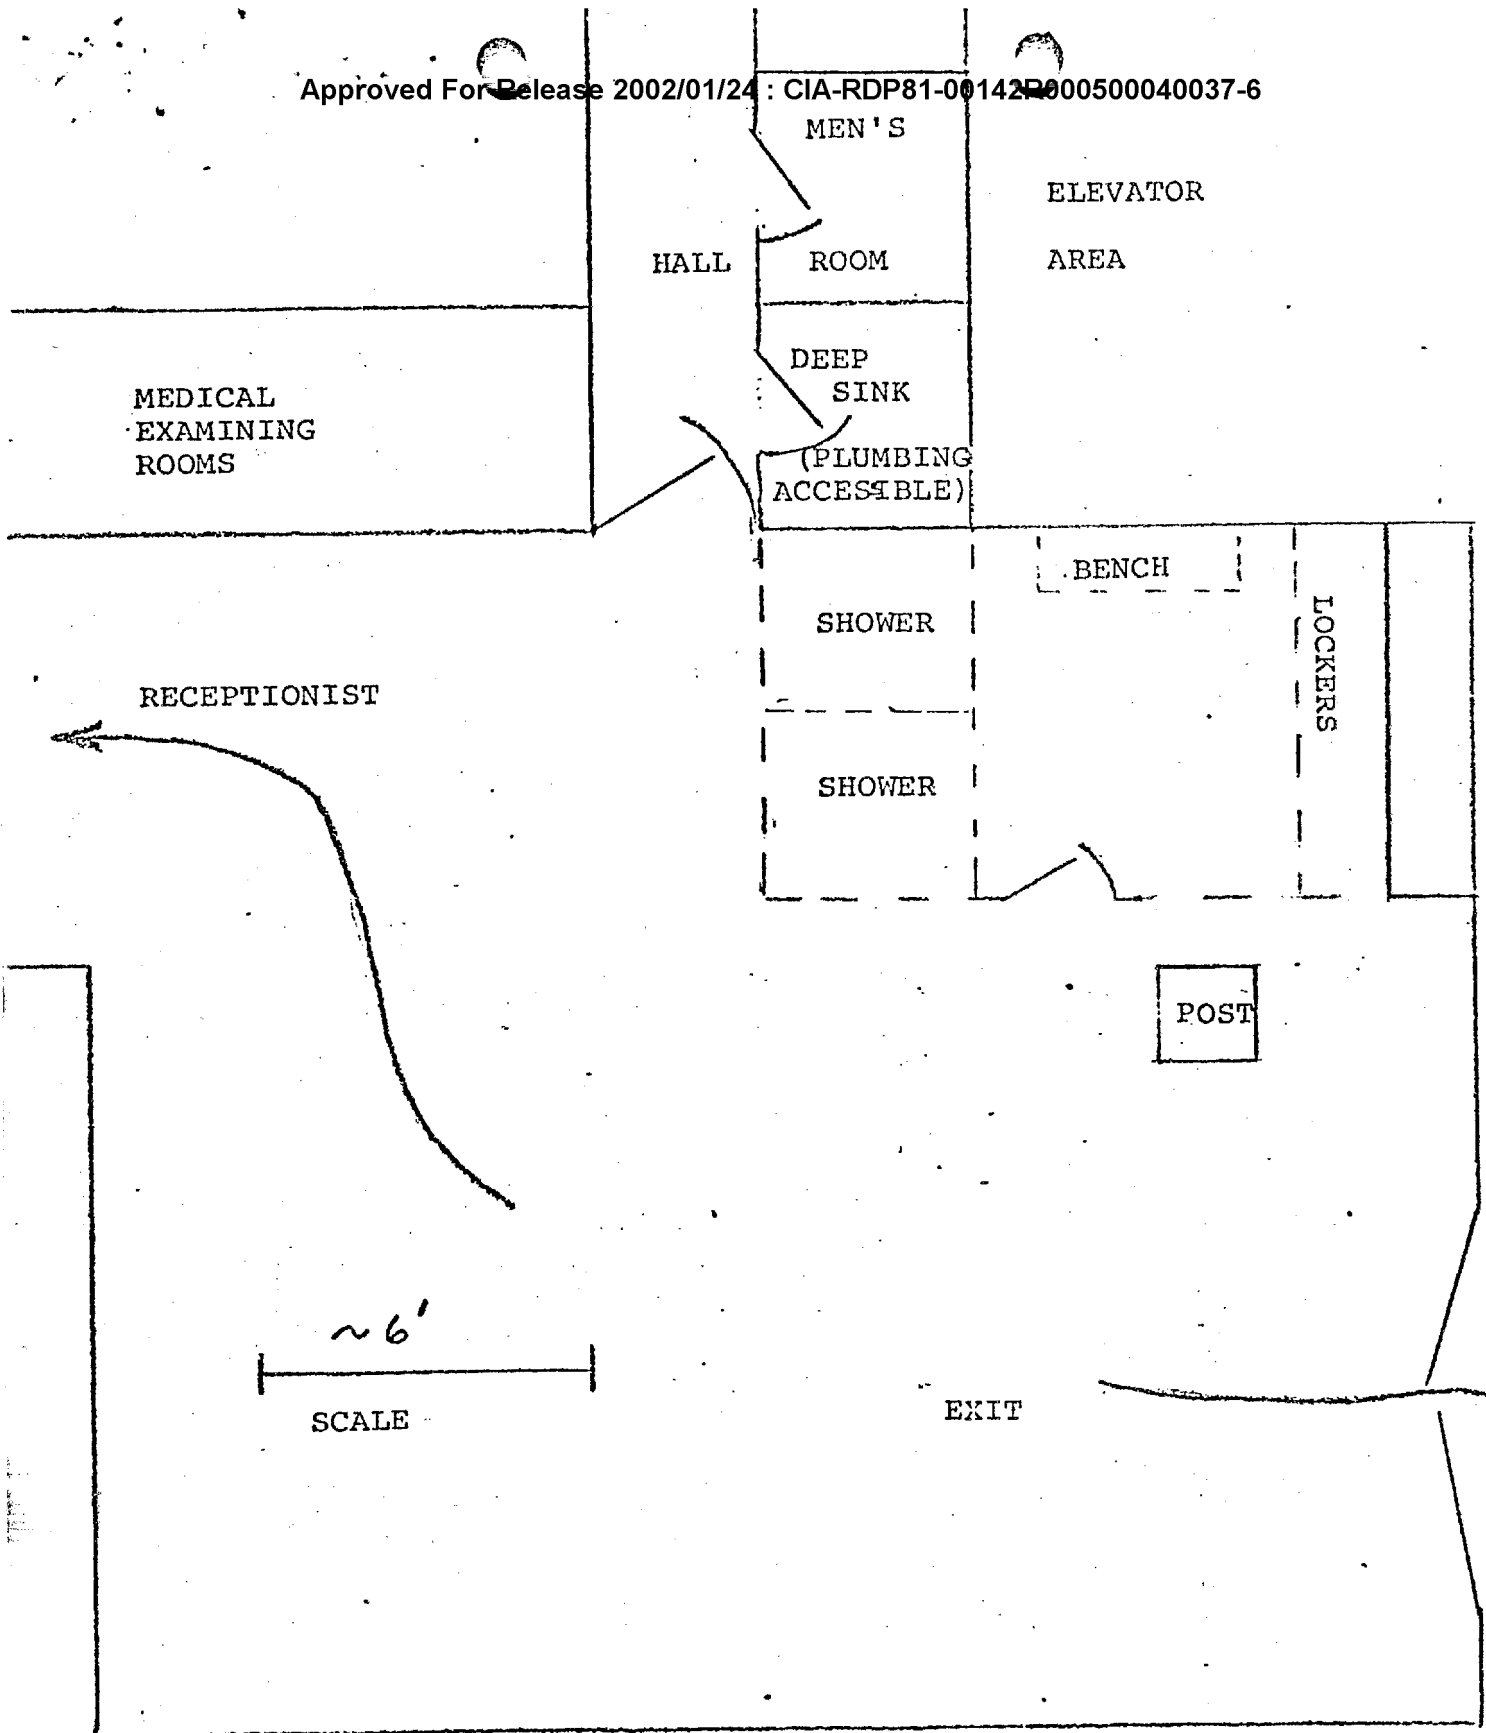 Approved For Release 2002/01/24 : CIA-RDP81-00142R000500040037-6
MEN'S
ELEVATOR
HALL
ROOM
AREA
DEEP
SINK
MEDICAL
EXAMINING
ROOMS
(PLUMBING
ACCESIBLE)
BENCH
SHOWER
LOCKERS
RECEPTIONIST
SHOWER
POST
~6'
SCALE
EXIT